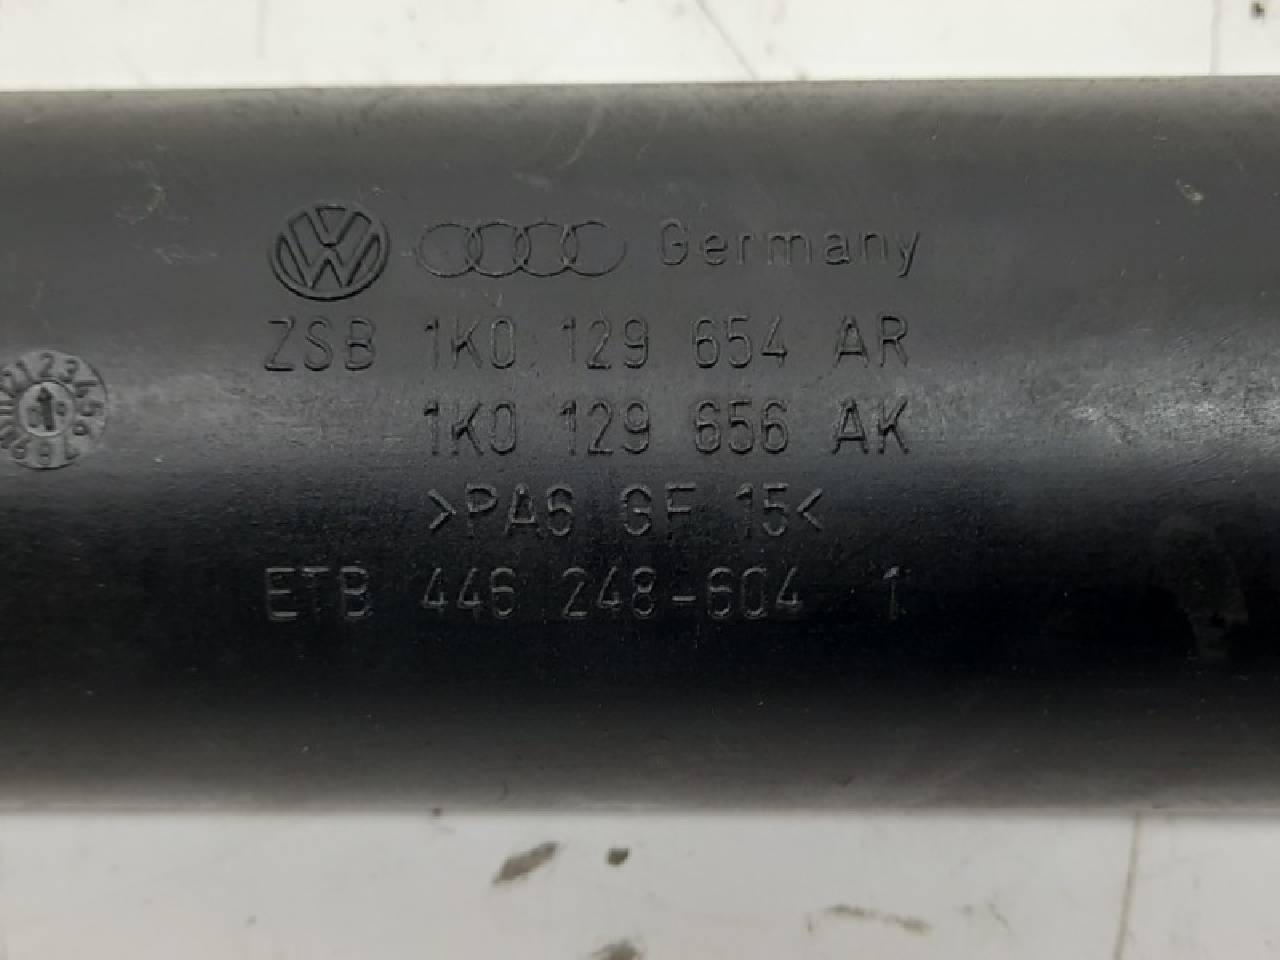 Germany
ZSB 1K0 129 654 AR
1K0 129 656 AK
>PA6 GF 15<
ETB 446 248-604 1